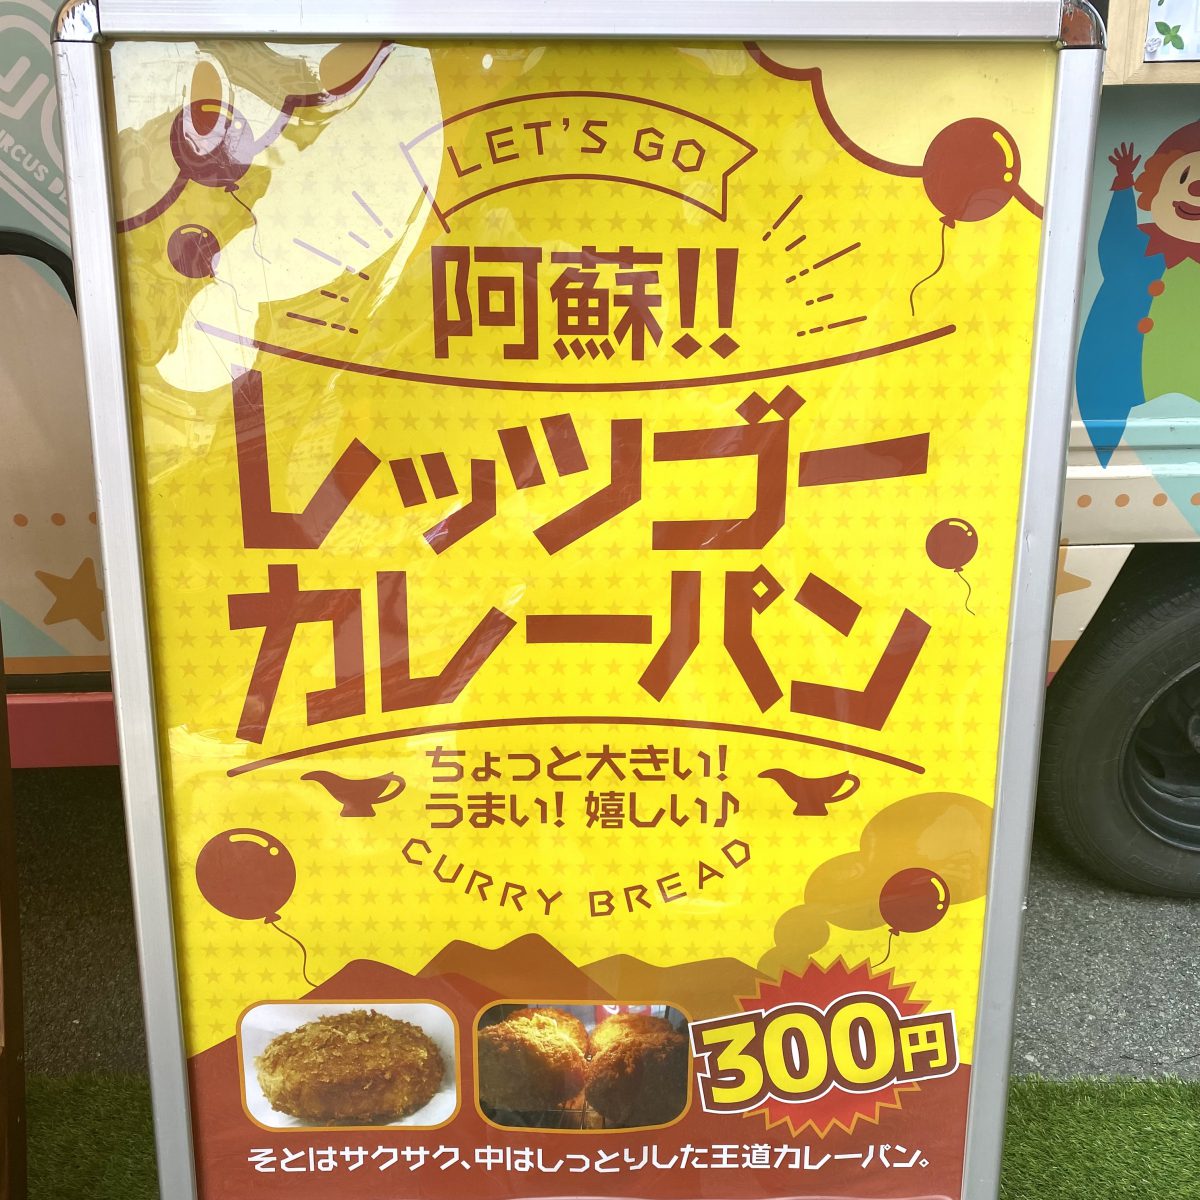 LET'S GO
阿蘇!!
レッツゴー
カレーパン
ちょっと大きい!
うまい! 嬉しい♪
CURRY BREAD
300円
そとはサクサク、中はしっとりした王道カレーパン。